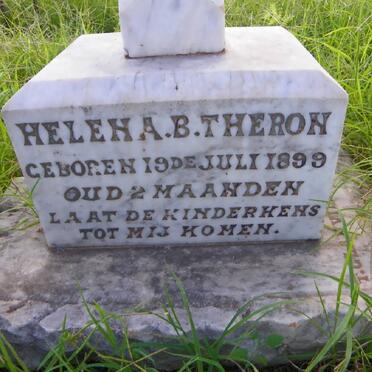 HELENA.B.THERON
GEBOREN 19DE JULI 1899
OUD 2 MAANDEN
LAAT DE KINDERKENS
TOT MIJ KOMEN.